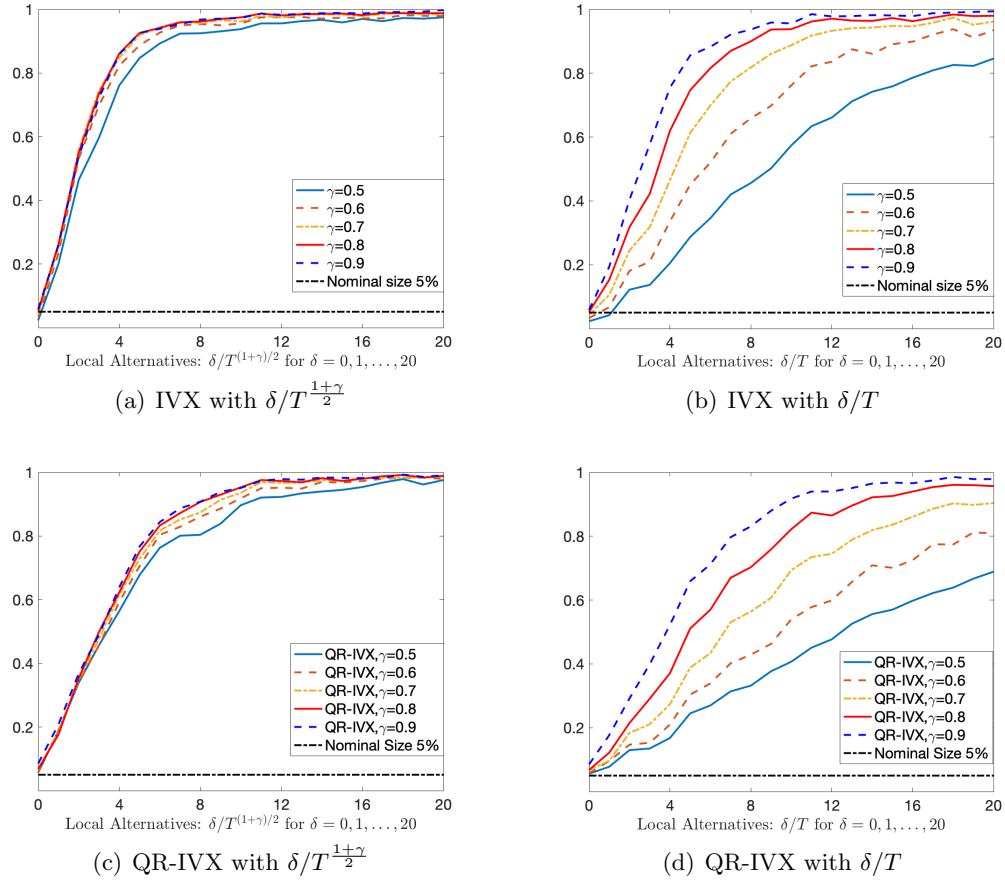 1
0.8
0.6
0.4
0.2
0
4
8
12
16
20
γ=0.5
γ=0.6
γ=0.7
γ=0.8
γ=0.9
Nominal size 5%
Local Alternatives: δ/T^{(1+γ)/2} for δ = 0, 1, . . . , 20
(a) IVX with δ/T^{\frac{1+γ}{2}}
1
0.8
0.6
0.4
0.2
0
4
8
12
16
20
γ=0.5
γ=0.6
γ=0.7
γ=0.8
γ=0.9
Nominal size 5%
Local Alternatives: δ/T for δ = 0, 1, . . . , 20
(b) IVX with δ/T
1
0.8
0.6
0.4
0.2
0
4
8
12
16
20
QR-IVX,γ=0.5
QR-IVX,γ=0.6
QR-IVX,γ=0.7
QR-IVX,γ=0.8
QR-IVX,γ=0.9
Nominal Size 5%
Local Alternatives: δ/T^{(1+γ)/2} for δ = 0, 1, . . . , 20
(c) QR-IVX with δ/T^{\frac{1+γ}{2}}
1
0.8
0.6
0.4
0.2
0
4
8
12
16
20
QR-IVX,γ=0.5
QR-IVX,γ=0.6
QR-IVX,γ=0.7
QR-IVX,γ=0.8
QR-IVX,γ=0.9
Nominal Size 5%
Local Alternatives: δ/T for δ = 0, 1, . . . , 20
(d) QR-IVX with δ/T